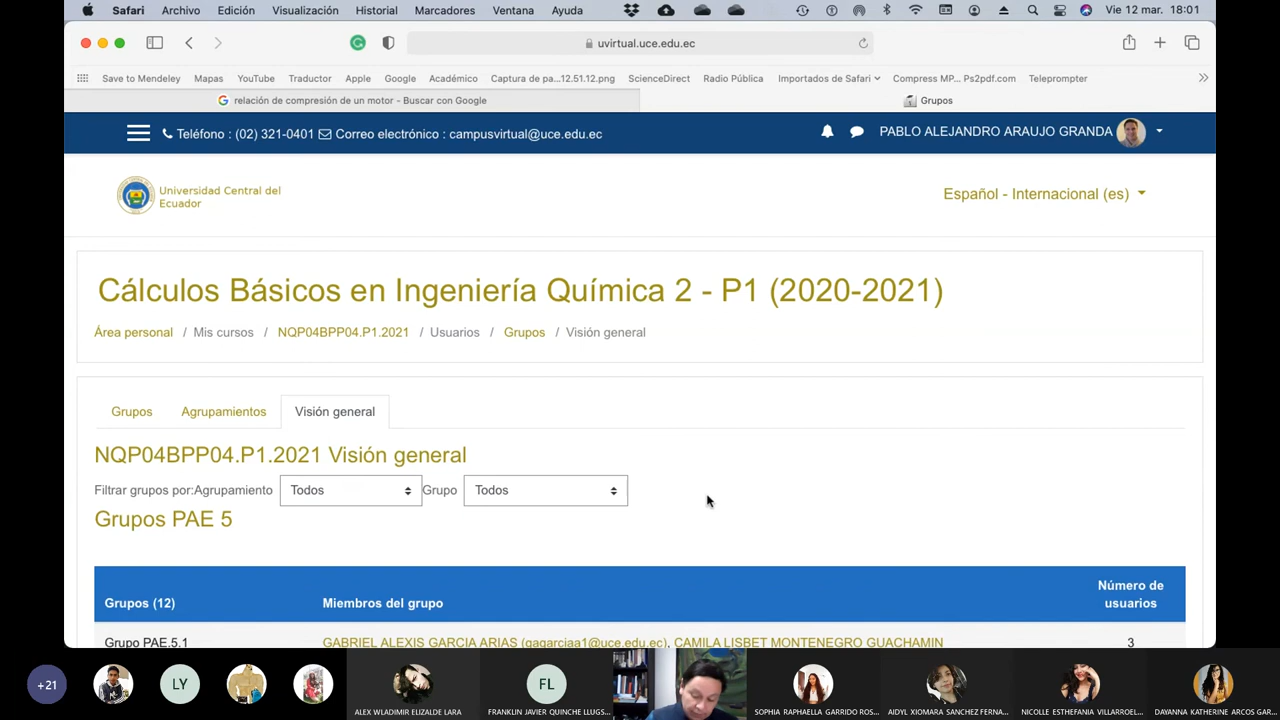 Safari Archivo Edición Visualización Historial Marcadores Ventana Ayuda Vie 12 mar. 18:01
uvirtual.uce.edu.ec
Save to Mendeley Mapas YouTube Traductor Apple Google Académico Captura de pa...12.51.12.png ScienceDirect Radio Pública Importados de Safari Compress MP... Ps2pdf.com Teleprompter
relación de compresión de un motor - Buscar con Google Grupos
Teléfono : (02) 321-0401 Correo electrónico : campusvirtual@uce.edu.ec PABLO ALEJANDRO ARAUJO GRANDA
Universidad Central del
Ecuador
Español - Internacional (es)
Cálculos Básicos en Ingeniería Química 2 - P1 (2020-2021)
Área personal / Mis cursos / NQP04BPP04.P1.2021 / Usuarios / Grupos / Visión general
Grupos Agrupamientos Visión general
NQP04BPP04.P1.2021 Visión general
Filtrar grupos por:Agrupamiento Todos Grupo Todos
Grupos PAE 5
Grupos (12) Miembros del grupo Número de
usuarios
Grupo PAE.5.1 GABRIEL ALEXIS GARCIA ARIAS (gagarciaa1@uce.edu.ec), CAMILA LISBET MONTENEGRO GUACHAMIN 3
+21 LY FL
ALEX WLADIMIR ELIZALDE LARA FRANKLIN JAVIER QUINCHE LLUGS... SOPHIA RAPHAELLA GARRIDO ROS... AIDYL XIOMARA SANCHEZ FERNA... NICOLLE ESTHEFANIA VILLARROEL... DAYANNA KATHERINE ARCOS GAR...